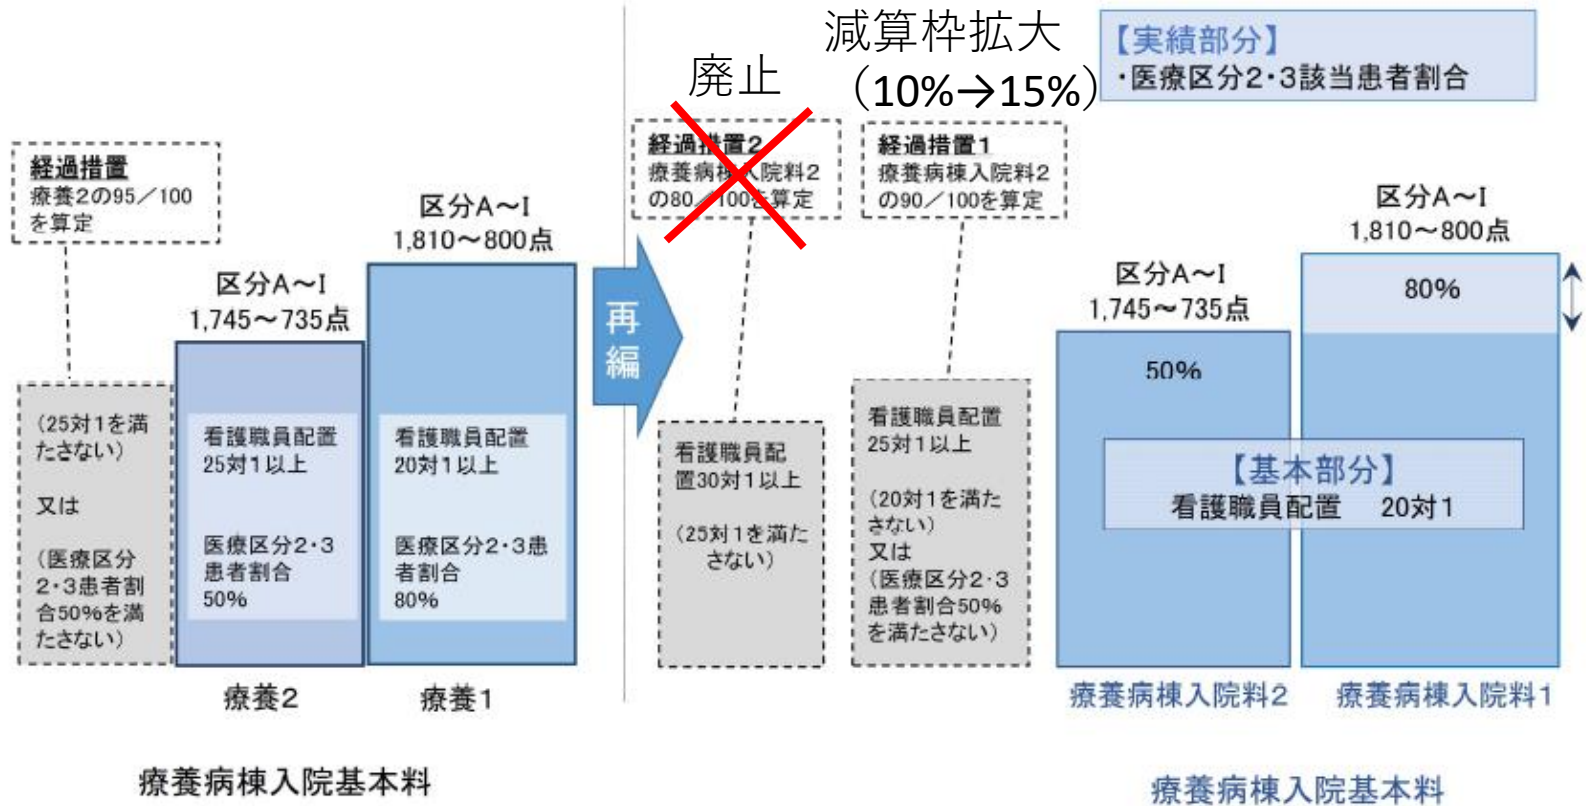 経過措置
療養2の95／100
を算定
区分A～I
1,745～735点
区分A～I
1,810～800点
(25対1を満
たさない)
又は
(医療区分
2・3患者割
合50%を満
たさない)
看護職員配置
25対1以上
医療区分2・3
患者割合
50%
看護職員配置
20対1以上
医療区分2・3患
者割合
80%
療養2
療養1
療養病棟入院基本料
再編
廃止
経過措置2
療養病棟入院料2
の80／100を算定
看護職員配
置30対1以上
(25対1を満た
さない)
減算枠拡大
（10%→15%）
経過措置1
療養病棟入院料2
の90／100を算定
看護職員配置
25対1以上
(20対1を満た
さない)
又は
(医療区分2・3
患者割合50%
を満たさない)
【実績部分】
・医療区分2・3該当患者割合
区分A～I
1,745～735点
50%
区分A～I
1,810～800点
80%
【基本部分】
看護職員配置　20対1
療養病棟入院料2
療養病棟入院料1
療養病棟入院基本料